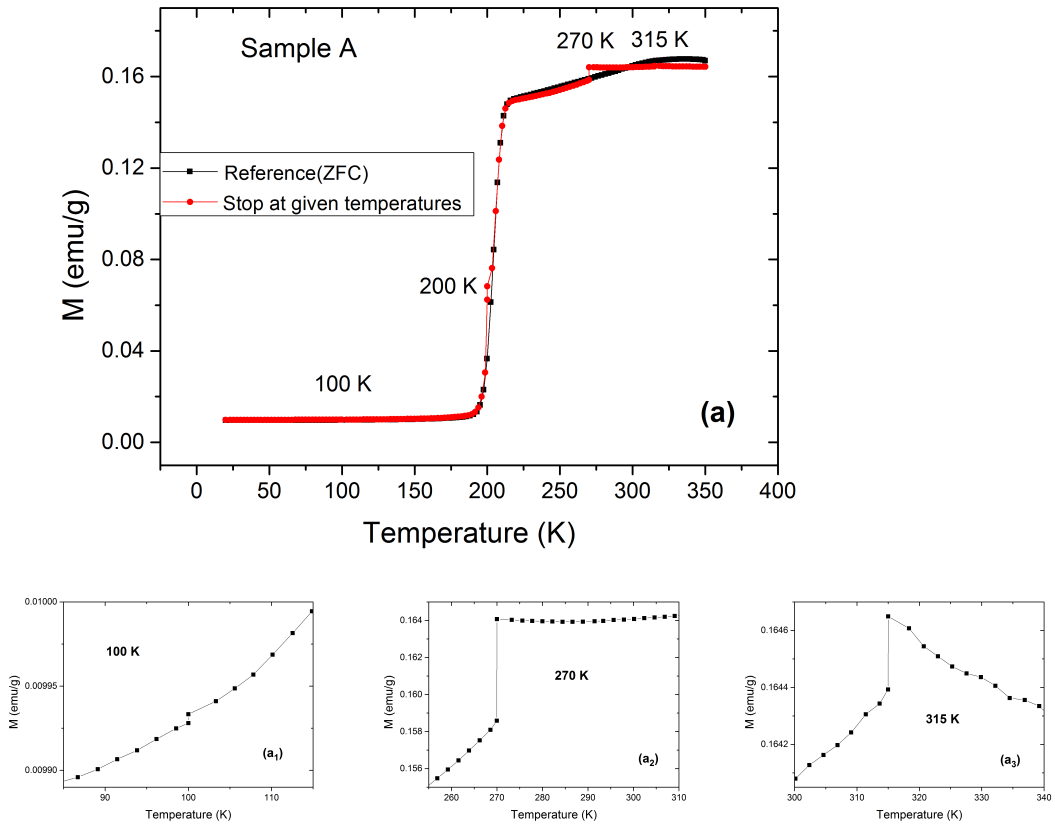 Sample A
270 K
315 K
Reference(ZFC)
Stop at given temperatures
200 K
100 K
(a)
M (emu/g)
0.16
0.12
0.08
0.04
0.00
0 50 100 150 200 250 300 350 400
Temperature (K)
0.01000
0.00995
0.00990
M (emu/g)
100 K
(a1)
90 100 110
Temperature (K)
0.164
0.162
0.160
0.158
0.156
M (emu/g)
270 K
(a2)
260 270 280 290 300 310
Temperature (K)
0.1646
0.1644
0.1642
M (emu/g)
315 K
(a3)
300 310 320 330 340
Temperature (K)